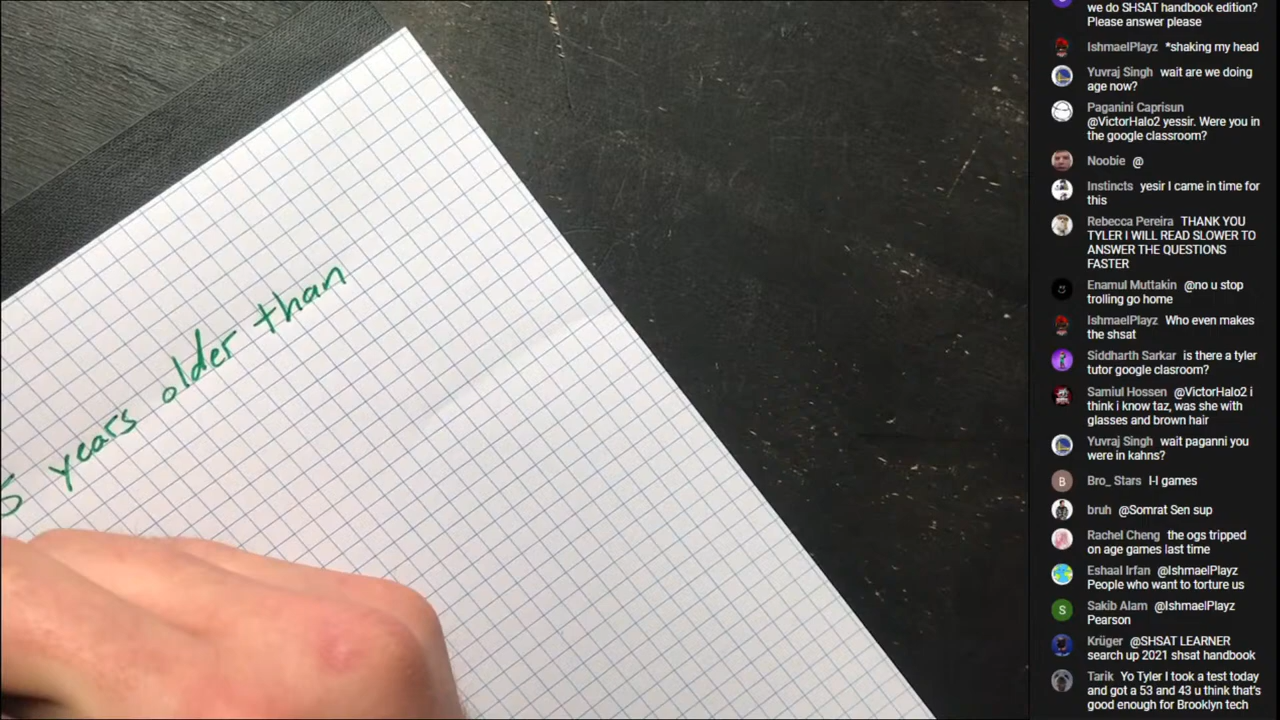 5 years older than
we do SHSAT handbook edition?
Please answer please
IshmaelPlayz *shaking my head
Yuvraj Singh wait are we doing
age now?
Paganini Caprisun
@VictorHalo2 yessir. Were you in
the google classroom?
Noobie @
Instincts yesir I came in time for
this
Rebecca Pereira THANK YOU
TYLER I WILL READ SLOWER TO
ANSWER THE QUESTIONS
FASTER
Enamul Muttakin @no u stop
trolling go home
IshmaelPlayz Who even makes
the shsat
Siddharth Sarkar is there a tyler
tutor google clasroom?
Samiul Hossen @VictorHalo2 i
think i know taz, was she with
glasses and brown hair
Yuvraj Singh wait paganni you
were in kahns?
B
Bro_ Stars I-I games
bruh @Somrat Sen sup
Rachel Cheng the ogs tripped
on age games last time
Eshaal Irfan @IshmaelPlayz
People who want to torture us
S
Sakib Alam @IshmaelPlayz
Pearson
Krüger @SHSAT LEARNER
search up 2021 shsat handbook
Tarik Yo Tyler I took a test today
and got a 53 and 43 u think that's
good enough for Brooklyn tech